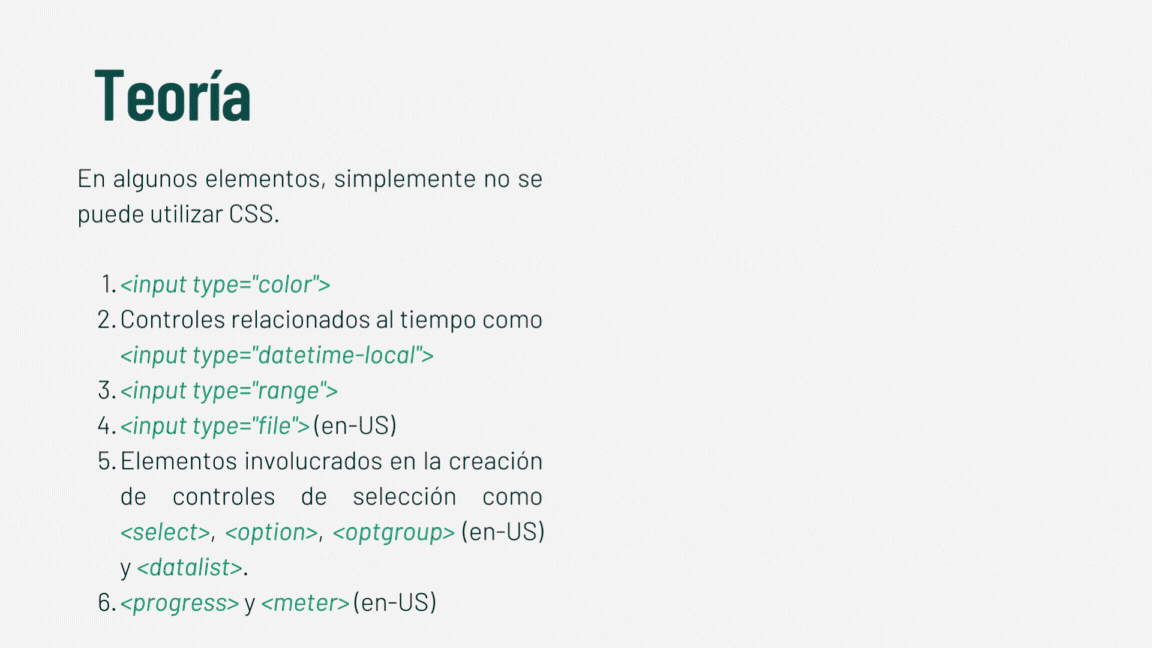 Teoría
En algunos elementos, simplemente no se
puede utilizar CSS.
1. <input type="color">
2. Controles relacionados al tiempo como
<input type="datetime-local">
3. <input type="range">
4. <input type="file"> (en-US)
5. Elementos involucrados en la creación
de controles de selección como
<select>, <option>, <optgroup> (en-US)
y <datalist>.
6. <progress> y <meter> (en-US)